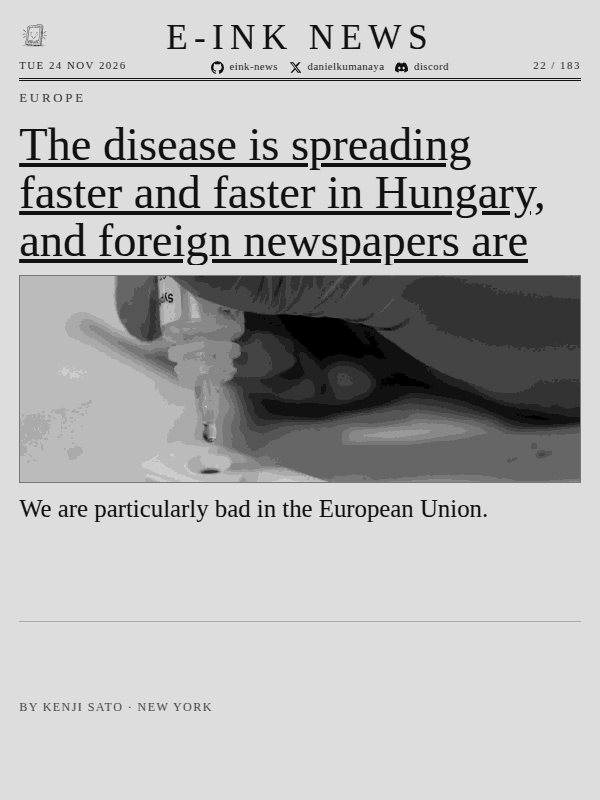 E-INK NEWS
TUE 24 NOV 2026
eink-news danielkumanaya discord
22 / 183
EUROPE
The disease is spreading
faster and faster in Hungary,
and foreign newspapers are
We are particularly bad in the European Union.
BY KENJI SATO · NEW YORK